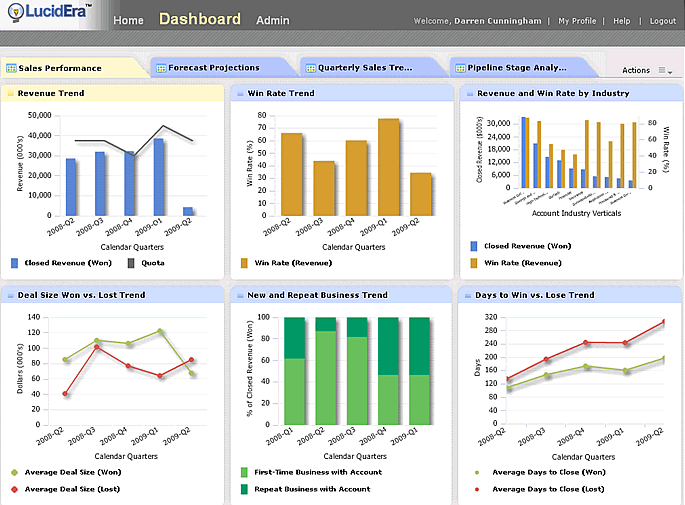 LucidEra™
Home Dashboard Admin
Welcome, Darren Cunningham | My Profile | Help | Logout
Sales Performance
Forecast Projections
Quarterly Sales Tre...
Pipeline Stage Analy...
Actions
Revenue Trend
Revenue (000's)
50,000
40,000
30,000
20,000
10,000
0
2008-Q2 2008-Q3 2008-Q4 2009-Q1 2009-Q2
Calendar Quarters
Closed Revenue (Won) Quota
Win Rate Trend
Win Rate (%)
80
70
60
50
40
30
20
10
0
2008-Q2 2008-Q3 2008-Q4 2009-Q1 2009-Q2
Calendar Quarters
Win Rate (Revenue)
Revenue and Win Rate by Industry
Closed Revenue ($000's)
30,000
24,000
18,000
12,000
6,000
0
80
60
40
20
0
Win Rate (%)
Account Industry Verticals
Closed Revenue (Won)
Win Rate (Revenue)
Deal Size Won vs. Lost Trend
Dollars (000's)
140
120
100
80
60
40
20
0
2008-Q2 2008-Q3 2008-Q4 2009-Q1 2009-Q2
Calendar Quarters
Average Deal Size (Won)
Average Deal Size (Lost)
New and Repeat Business Trend
% of Closed Revenue (Won)
100
80
60
40
20
0
2008-Q1 2008-Q2 2008-Q3 2008-Q4 2009-Q1
Calendar Quarters
First-Time Business with Account
Repeat Business with Account
Days to Win vs. Lose Trend
Days
320
280
240
200
160
120
80
40
0
2008-Q2 2008-Q3 2008-Q4 2009-Q1 2009-Q2
Calendar Quarters
Average Days to Close (Won)
Average Days to Close (Lost)